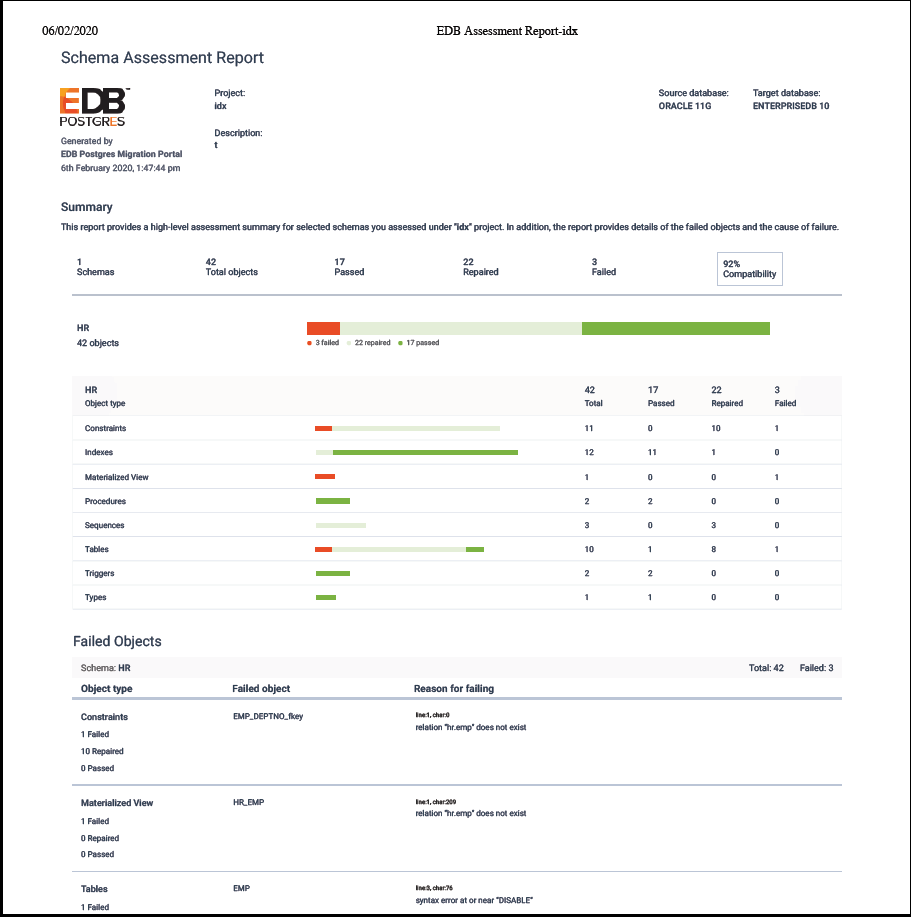 06/02/2020 EDB Assessment Report-idx
Schema Assessment Report
EDB
POSTGRES
Generated by
EDB Postgres Migration Portal
6th February 2020, 1:47:44 pm
Project:
idx
Description:
t
Source database:
ORACLE 11G
Target database:
ENTERPRISEDB 10
Summary
This report provides a high-level assessment summary for selected schemas you assessed under "idx" project. In addition, the report provides details of the failed objects and the cause of failure.
1 42 17 22 3 92%
Schemas Total objects Passed Repaired Failed Compatibility
HR
42 objects
3 failed 22 repaired 17 passed
HR 42 17 22 3
Object type Total Passed Repaired Failed
Constraints 11 0 10 1
Indexes 12 11 1 0
Materialized View 1 0 0 1
Procedures 2 2 0 0
Sequences 3 0 3 0
Tables 10 1 8 1
Triggers 2 2 0 0
Types 1 1 0 0
Failed Objects
Schema: HR Total: 42 Failed: 3
Object type Failed object Reason for failing
Constraints EMP_DEPTNO_fkey line:1, char:0
relation "hr.emp" does not exist
1 Failed
10 Repaired
0 Passed
Materialized View HR_EMP line:1, char:209
relation "hr.emp" does not exist
1 Failed
0 Repaired
0 Passed
Tables EMP line:3, char:76
syntax error at or near "DISABLE"
1 Failed